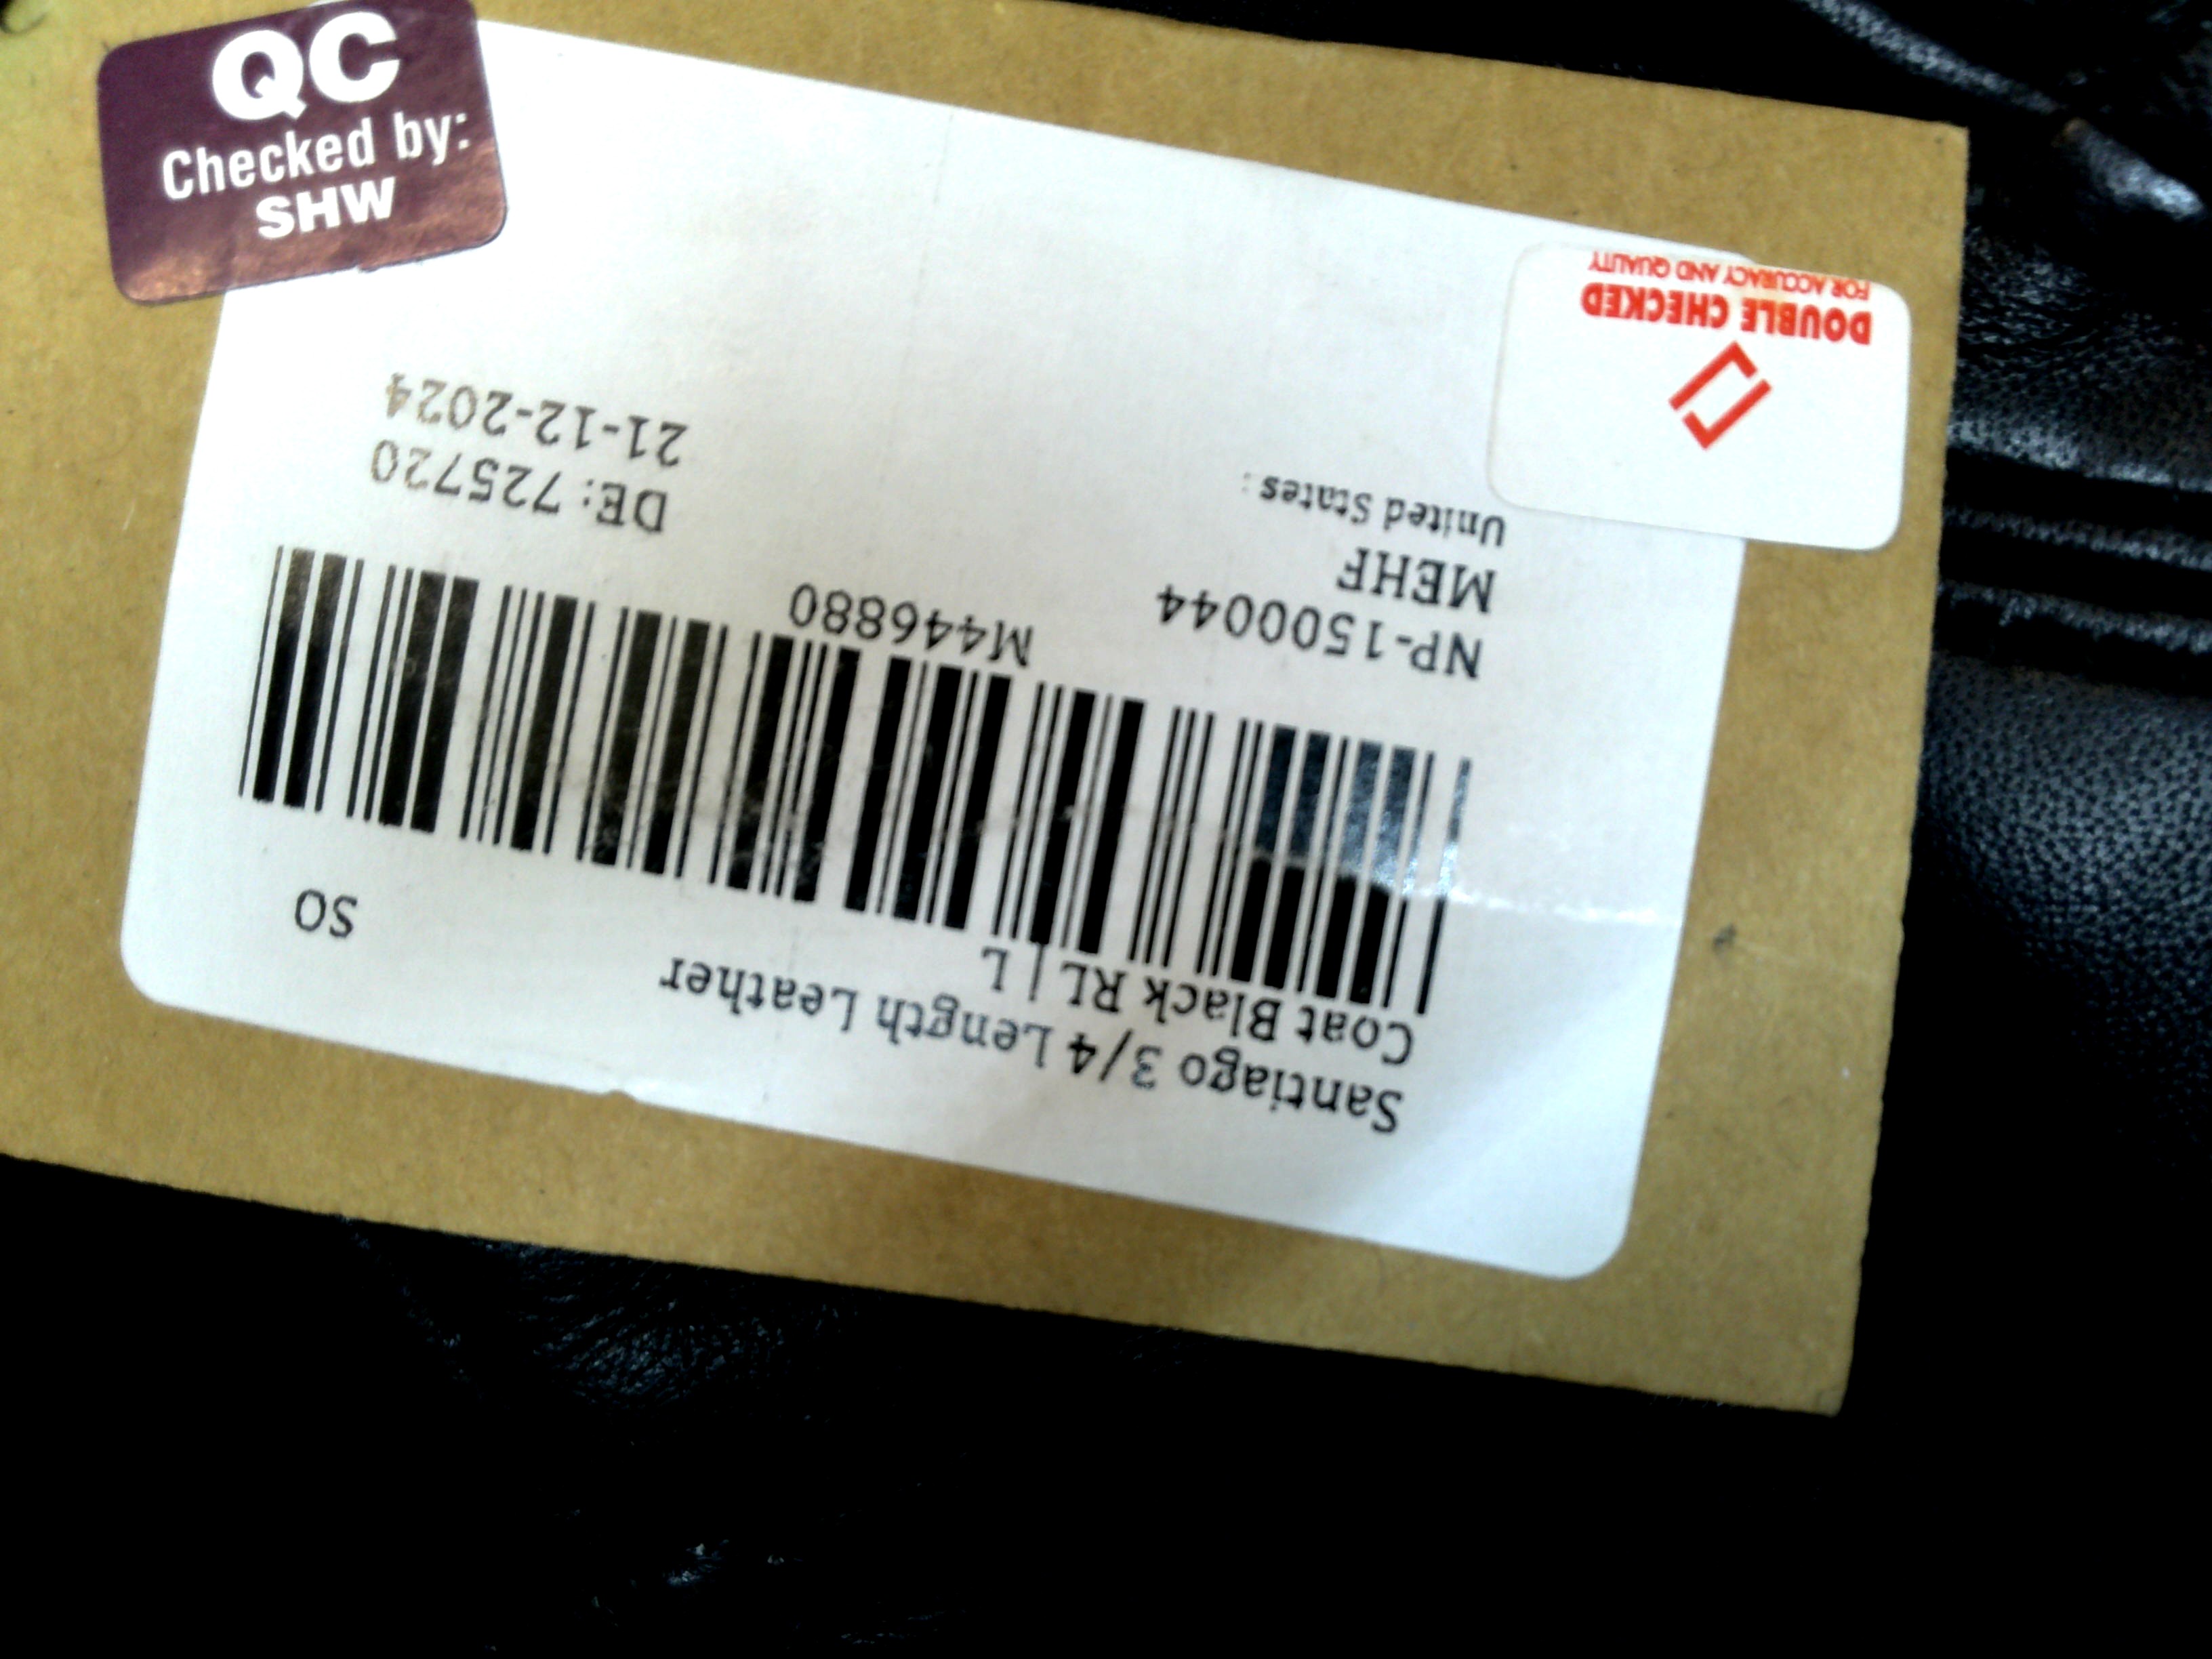 QC
Checked by:
SHW
Santiago 3/4 Length Leather
Coat Black RL|L
SO
M446880
NP-1500044
MEHF
United States :
DE: 725720
21-12-2024
DOUBLE CHECKED
FOR ACCURACY AND QUALITY